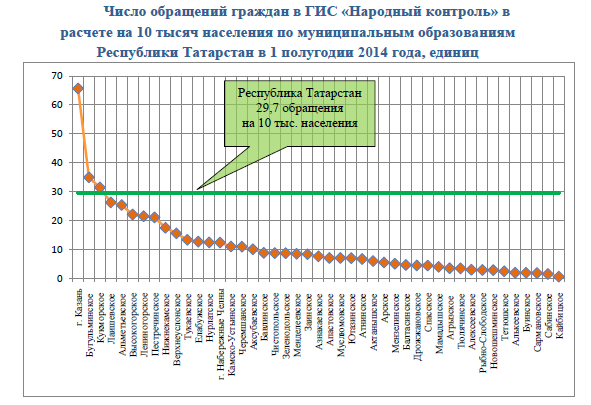 Число обращений граждан в ГИС «Народный контроль» в
расчете на 10 тысяч населения по муниципальным образованиям
Республики Татарстан в 1 полугодии 2014 года, единиц
70
60
50
40
30
20
10
0
Республика Татарстан
29,7 обращения
на 10 тыс. населения
г. Казань
Бугульминское
Кукморское
Лаишевское
Альметьевское
Высокогорское
Лениногорское
Пестречинское
Нижнекамское
Верхнеуслонское
Тукаевское
Елабужское
Нурлатское
г. Набережные Челны
Камско-Устьинское
Черемшанское
Аксубаевское
Бавлинское
Чистопольское
Зеленодольское
Менделеевское
Заинское
Азнакаевское
Апастовское
Муслюмовское
Ютазинское
Атнинское
Актанышское
Арское
Мензелинское
Балтасинское
Дрожжановское
Спасское
Мамадышское
Агрызское
Тюлячинское
Алексеевское
Рыбно-Слободское
Новошешминское
Тетюшское
Алькеевское
Буинское
Сармановское
Сабинское
Кайбицкое